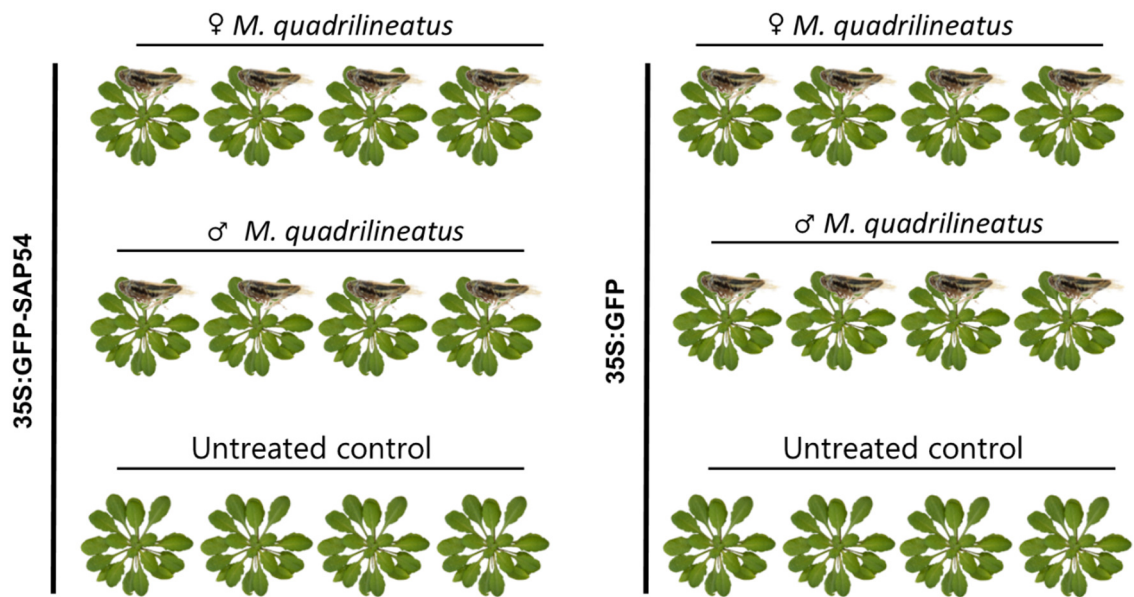 ♀ M. quadrilineatus
♂ M. quadrilineatus
Untreated control
35S:GFP-SAP54
♀ M. quadrilineatus
♂ M. quadrilineatus
Untreated control
35S:GFP